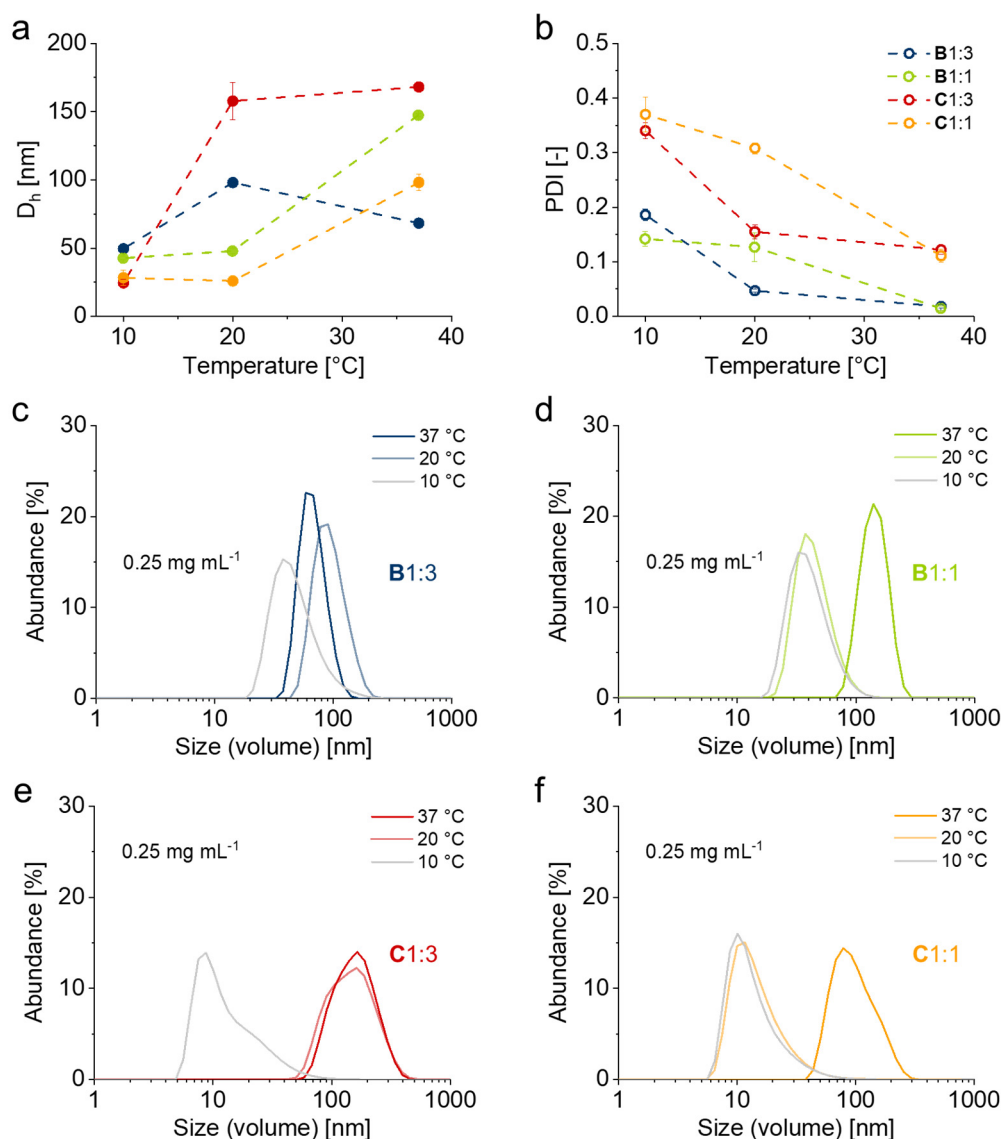 a
200
150
100
50
0
D_h [nm]
10 20 30 40
Temperature [°C]
b
0.5
0.4
0.3
0.2
0.1
0.0
PDI [-]
B1:3
B1:1
C1:3
C1:1
10 20 30 40
Temperature [°C]
c
30
20
10
0
Abundance [%]
37 °C
20 °C
10 °C
0.25 mg mL⁻¹
B1:3
1 10 100 1000
Size (volume) [nm]
d
30
20
10
0
Abundance [%]
37 °C
20 °C
10 °C
0.25 mg mL⁻¹
B1:1
1 10 100 1000
Size (volume) [nm]
e
30
20
10
0
Abundance [%]
37 °C
20 °C
10 °C
0.25 mg mL⁻¹
C1:3
1 10 100 1000
Size (volume) [nm]
f
30
20
10
0
Abundance [%]
37 °C
20 °C
10 °C
0.25 mg mL⁻¹
C1:1
1 10 100 1000
Size (volume) [nm]